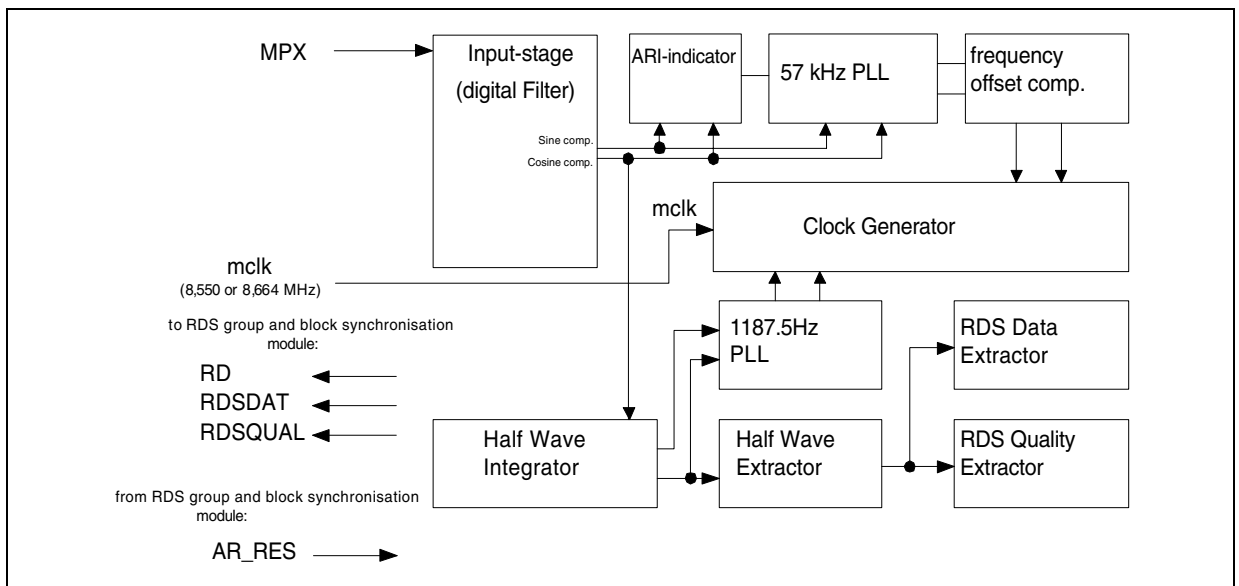 MPX
Input-stage
(digital Filter)
Sine comp.
Cosine comp.
ARI-indicator
57 kHz PLL
frequency
offset comp.
mclk
Clock Generator
mclk
(8,550 or 8,664 MHz)
to RDS group and block synchronisation
module:
RD
RDSDAT
RDSQUAL
1187.5Hz
PLL
RDS Data
Extractor
Half Wave
Integrator
Half Wave
Extractor
RDS Quality
Extractor
from RDS group and block synchronisation
module:
AR_RES